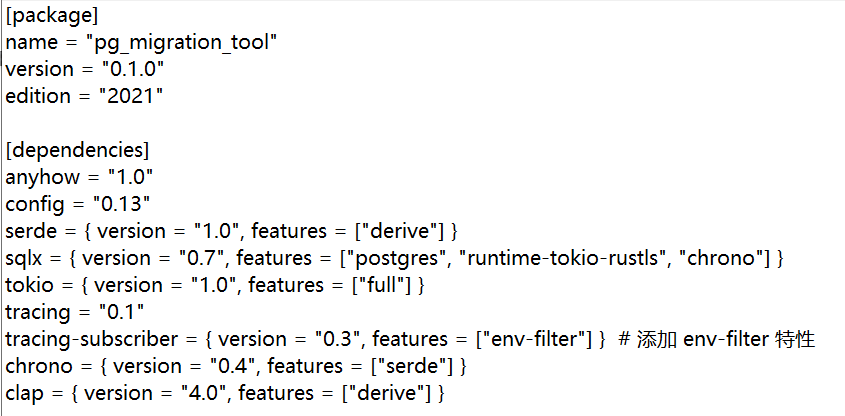 [package]
name = "pg_migration_tool"
version = "0.1.0"
edition = "2021"

[dependencies]
anyhow = "1.0"
config = "0.13"
serde = { version = "1.0", features = ["derive"] }
sqlx = { version = "0.7", features = ["postgres", "runtime-tokio-rustls", "chrono"] }
tokio = { version = "1.0", features = ["full"] }
tracing = "0.1"
tracing-subscriber = { version = "0.3", features = ["env-filter"] }  # 添加 env-filter 特性
chrono = { version = "0.4", features = ["serde"] }
clap = { version = "4.0", features = ["derive"] }